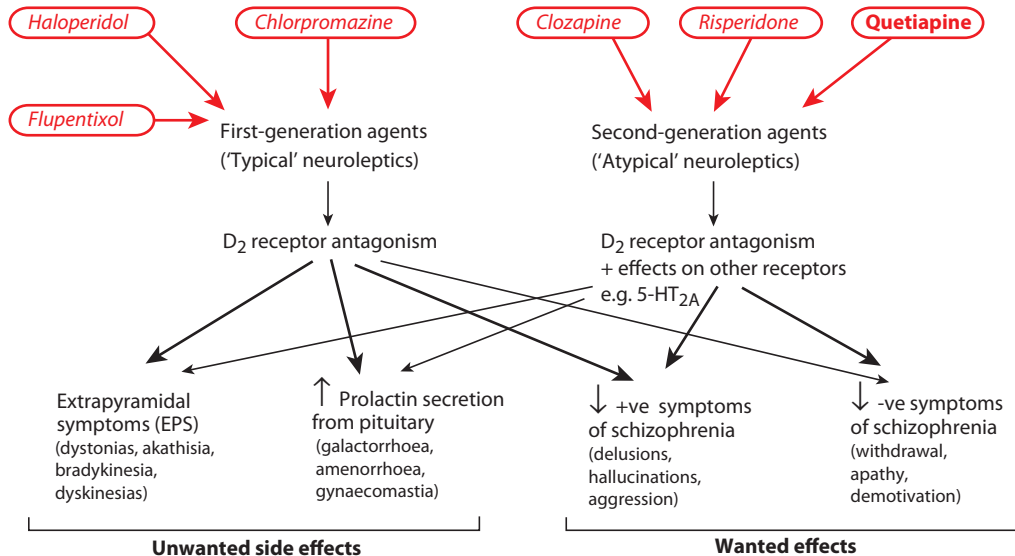 Haloperidol
Chlorpromazine
Clozapine
Risperidone
Quetiapine
Flupentixol
First-generation agents
(‘Typical’ neuroleptics)
Second-generation agents
(‘Atypical’ neuroleptics)
D2 receptor antagonism
D2 receptor antagonism
+ effects on other receptors
e.g. 5-HT2A
Extrapyramidal
symptoms (EPS)
(dystonias, akathisia,
bradykinesia,
dyskinesias)
↑ Prolactin secretion
from pituitary
(galactorrhoea,
amenorrhoea,
gynaecomastia)
↓ +ve symptoms
of schizophrenia
(delusions,
hallucinations,
aggression)
↓ -ve symptoms
of schizophrenia
(withdrawal,
apathy,
demotivation)
Unwanted side effects
Wanted effects